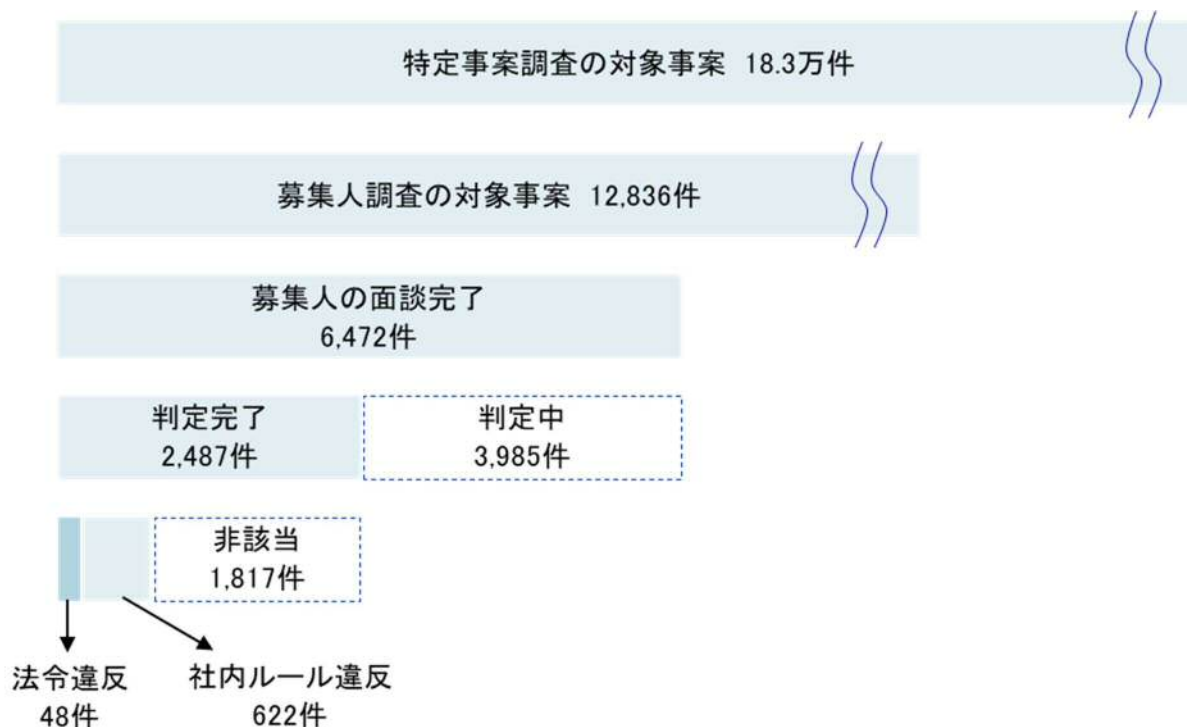 特定事案調査の対象事案 18.3万件
募集人調査の対象事案 12,836件
募集人の面談完了
6,472件
判定完了
2,487件
判定中
3,985件
非該当
1,817件
法令違反
48件
社内ルール違反
622件